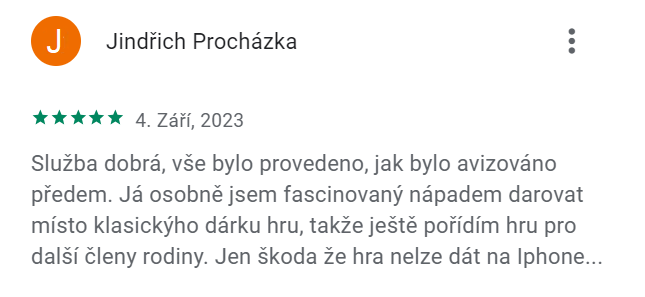 J
Jindřich Procházka
4. Září, 2023
Služba dobrá, vše bylo provedeno, jak bylo avizováno
předem. Já osobně jsem fascinovaný nápadem darovat
místo klasickýho dárku hru, takže ještě pořídím hru pro
další členy rodiny. Jen škoda že hra nelze dát na Iphone...